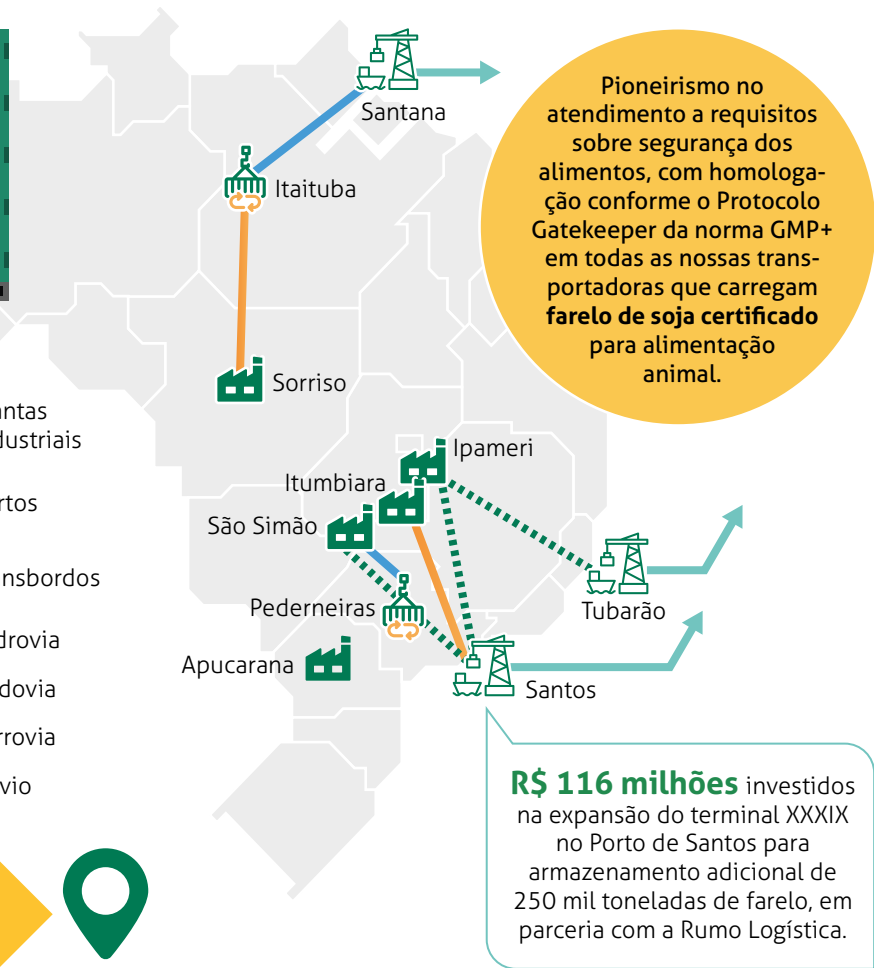 Santana
Itaituba
Pioneirismo no
atendimento a requisitos
sobre segurança dos
alimentos, com homologa-
ção conforme o Protocolo
Gatekeeper da norma GMP+
em todas as nossas trans-
portadoras que carregam
farelo de soja certificado
para alimentação
animal.
Sorriso
antas
dustriais
rtos
ansbordos
drovia
dovia
rrovia
vio
Ipameri
Itumbiara
São Simão
Pederneiras
Tubarão
Apucarana
Santos
R$ 116 milhões investidos
na expansão do terminal XXXIX
no Porto de Santos para
armazenamento adicional de
250 mil toneladas de farelo, em
parceria com a Rumo Logística.